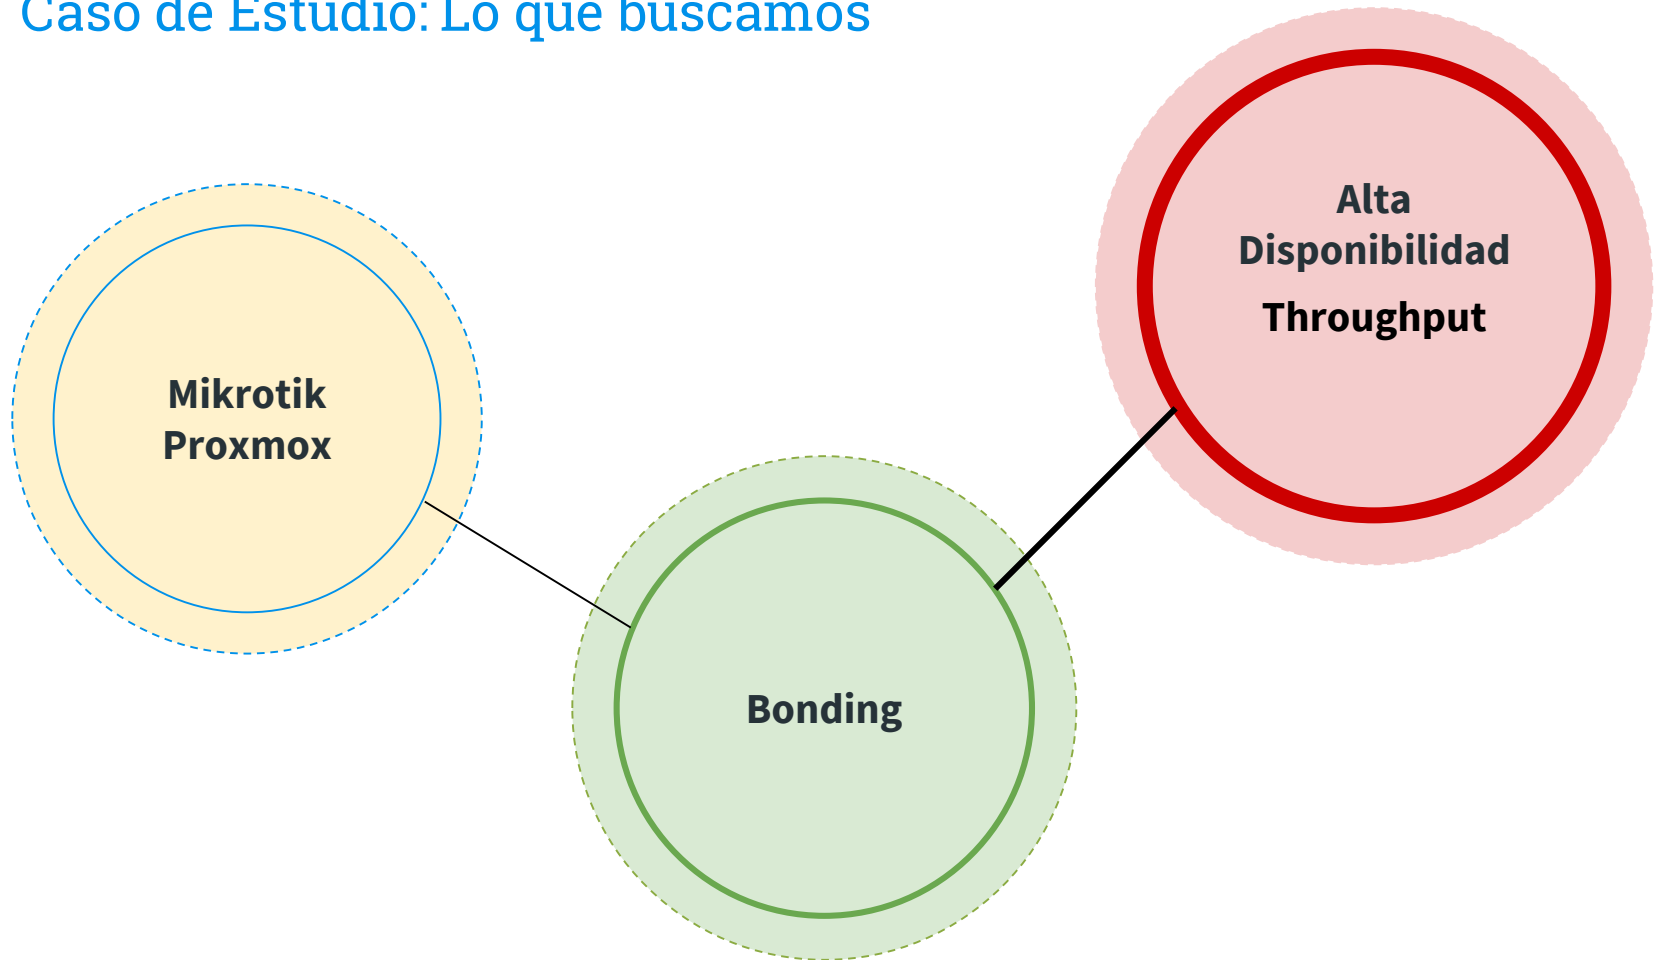 Caso de Estudio: Lo que buscamos
Mikrotik
Proxmox
Bonding
Alta
Disponibilidad
Throughput